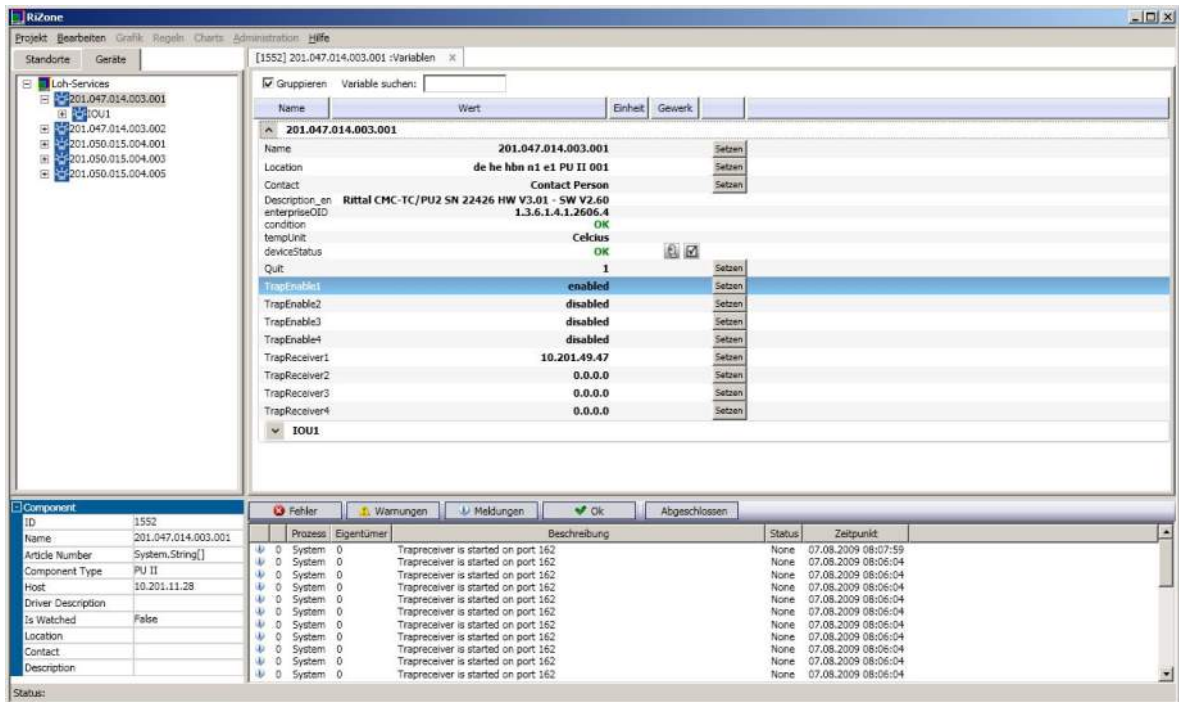 RiZone
Projekt Bearbeiten Grafik Regeln Charts Administration Hilfe
Standorte Geräte
[1552] 201.047.014.003.001 :Variablen
Loh-Services
201.047.014.003.001
IOU1
201.047.014.003.002
201.050.015.004.001
201.050.015.004.003
201.050.015.004.005
Gruppieren Variable suchen:
Name Wert Einheit Gewerk
201.047.014.003.001
Name 201.047.014.003.001 Setzen
Location de he hbn n1 e1 PU II 001 Setzen
Contact Contact Person Setzen
Description_en Rittal CMC-TC/PU2 SN 22426 HW V3.01 - SW V2.60
enterpriseOID 1.3.6.1.4.1.2606.4
condition OK
tempUnit Celcius
deviceStatus OK
Quit 1 Setzen
TrapEnable1 enabled Setzen
TrapEnable2 disabled Setzen
TrapEnable3 disabled Setzen
TrapEnable4 disabled Setzen
TrapReceiver1 10.201.49.47 Setzen
TrapReceiver2 0.0.0.0 Setzen
TrapReceiver3 0.0.0.0 Setzen
TrapReceiver4 0.0.0.0 Setzen
IOU1
Component
ID 1552
Name 201.047.014.003.001
Article Number System.String[]
Component Type PU II
Host 10.201.11.28
Driver Description
Is Watched False
Location
Contact
Description
Fehler Warnungen Meldungen Ok Abgeschlossen
Prozess Eigentümer Beschreibung Status Zeitpunkt
0 System 0 Trapreceiver is started on port 162 None 07.08.2009 08:07:59
0 System 0 Trapreceiver is started on port 162 None 07.08.2009 08:06:04
0 System 0 Trapreceiver is started on port 162 None 07.08.2009 08:06:04
0 System 0 Trapreceiver is started on port 162 None 07.08.2009 08:06:04
0 System 0 Trapreceiver is started on port 162 None 07.08.2009 08:06:04
0 System 0 Trapreceiver is started on port 162 None 07.08.2009 08:06:04
0 System 0 Trapreceiver is started on port 162 None 07.08.2009 08:06:04
0 System 0 Trapreceiver is started on port 162 None 07.08.2009 08:06:04
0 System 0 Trapreceiver is started on port 162 None 07.08.2009 08:06:04
0 System 0 Trapreceiver is started on port 162 None 07.08.2009 08:06:04
0 System 0 Trapreceiver is started on port 162 None 07.08.2009 08:06:04
Status: